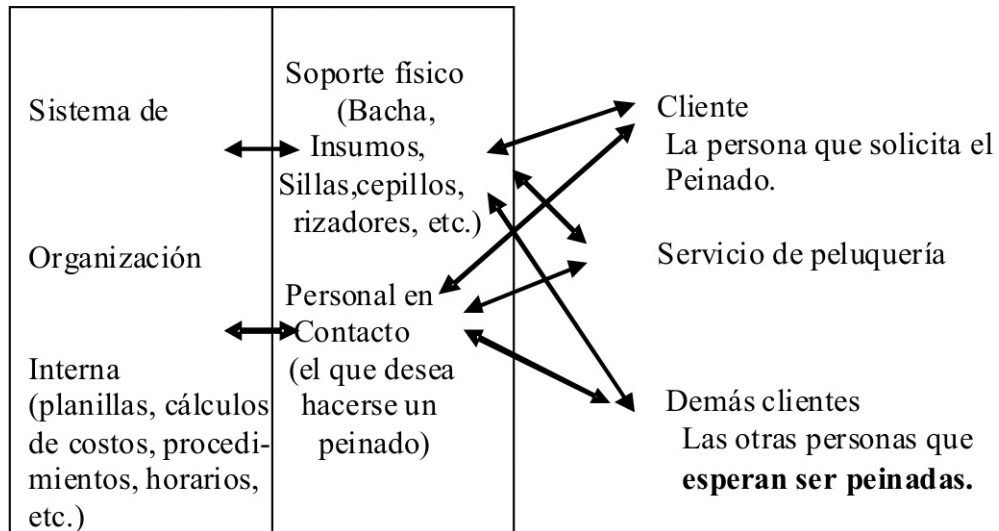 Sistema de
Organización
Interna
(planillas, cálculos
de costos, procedi-
mientos, horarios,
etc.)
Soporte físico
(Bacha,
Insumos,
Sillas,cepillos,
rizadores, etc.)
Personal en
Contacto
(el que desea
hacerse un
peinado)
Cliente
La persona que solicita el
Peinado.
Servicio de peluquería
Demás clientes
Las otras personas que
esperan ser peinadas.